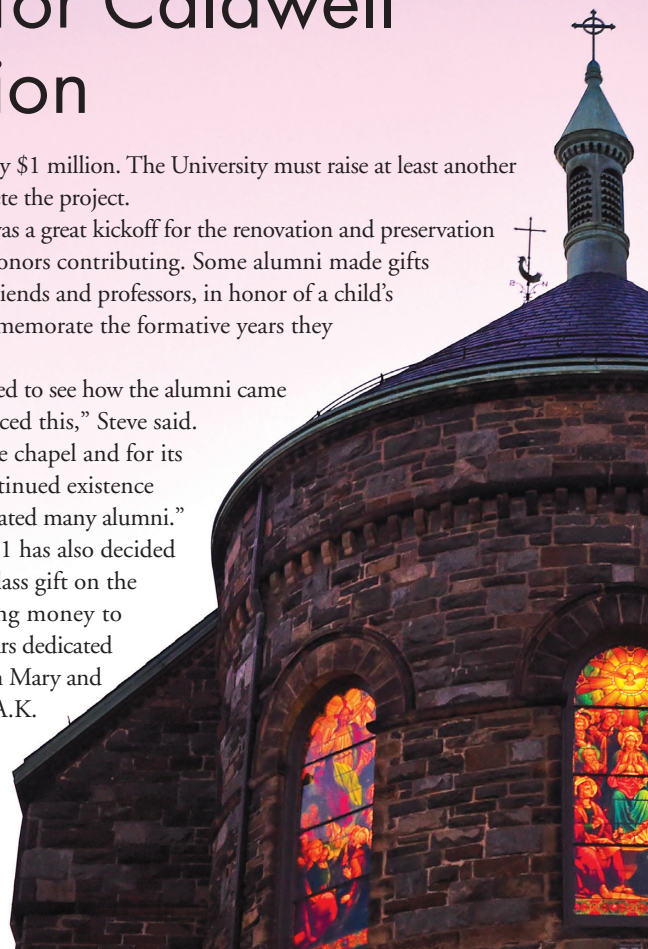 for Caldwell
ion
y $1 million. The University must raise at least another
ete the project.
was a great kickoff for the renovation and preservation
onors contributing. Some alumni made gifts
iends and professors, in honor of a child’s
memorate the formative years they
ed to see how the alumni came
ced this,” Steve said.
e chapel and for its
tinued existence
ated many alumni.”
1 has also decided
lass gift on the
ng money to
rs dedicated
n Mary and
A.K.